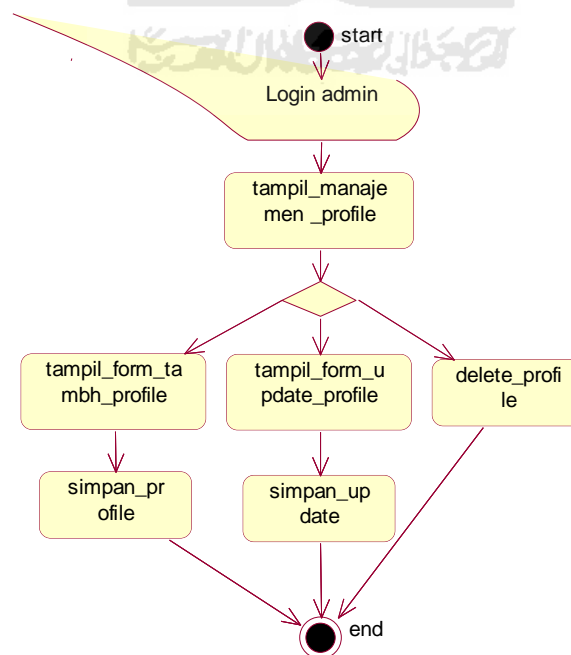 start
Login admin
tampil_manaje
men _profile
tampil_form_ta
mbh_profile
tampil_form_u
pdate_profile
delete_profi
le
simpan_pr
ofile
simpan_up
date
end